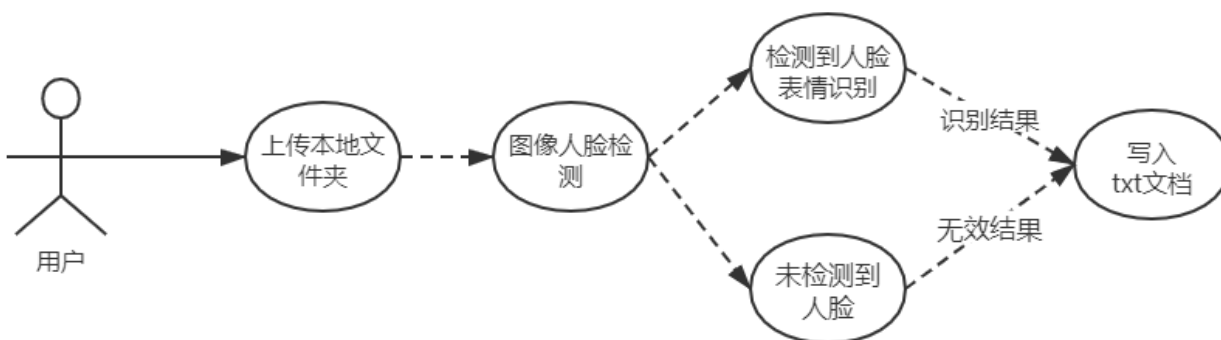 用户
上传本地文
件夹
图像人脸检
测
检测到人脸
表情识别
识别结果
未检测到
人脸
无效结果
写入
txt文档